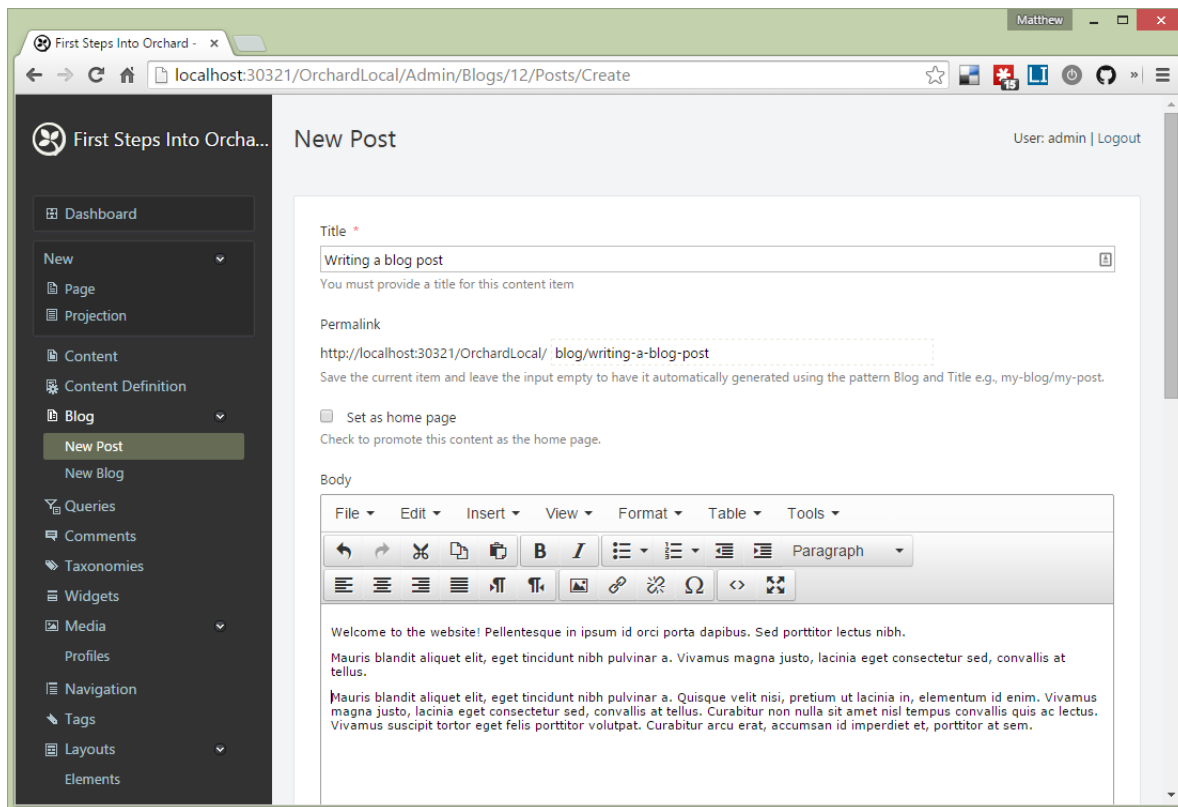 Matthew
First Steps Into Orchard -
localhost:30321/OrchardLocal/Admin/Blogs/12/Posts/Create
15
LI
»
First Steps Into Orcha...
New Post
User: admin | Logout
Dashboard
New
Page
Projection
Content
Content Definition
Blog
New Post
New Blog
Queries
Comments
Taxonomies
Widgets
Media
Profiles
Navigation
Tags
Layouts
Elements
Title *
Writing a blog post
You must provide a title for this content item
Permalink
http://localhost:30321/OrchardLocal/ blog/writing-a-blog-post
Save the current item and leave the input empty to have it automatically generated using the pattern Blog and Title e.g., my-blog/my-post.
Set as home page
Check to promote this content as the home page.
Body
File Edit Insert View Format Table Tools
B I Paragraph
Ω <>
Welcome to the website! Pellentesque in ipsum id orci porta dapibus. Sed porttitor lectus nibh.
Mauris blandit aliquet elit, eget tincidunt nibh pulvinar a. Vivamus magna justo, lacinia eget consectetur sed, convallis at
tellus.
Mauris blandit aliquet elit, eget tincidunt nibh pulvinar a. Quisque velit nisi, pretium ut lacinia in, elementum id enim. Vivamus
magna justo, lacinia eget consectetur sed, convallis at tellus. Curabitur non nulla sit amet nisl tempus convallis quis ac lectus.
Vivamus suscipit tortor eget felis porttitor volutpat. Curabitur arcu erat, accumsan id imperdiet et, porttitor at sem.